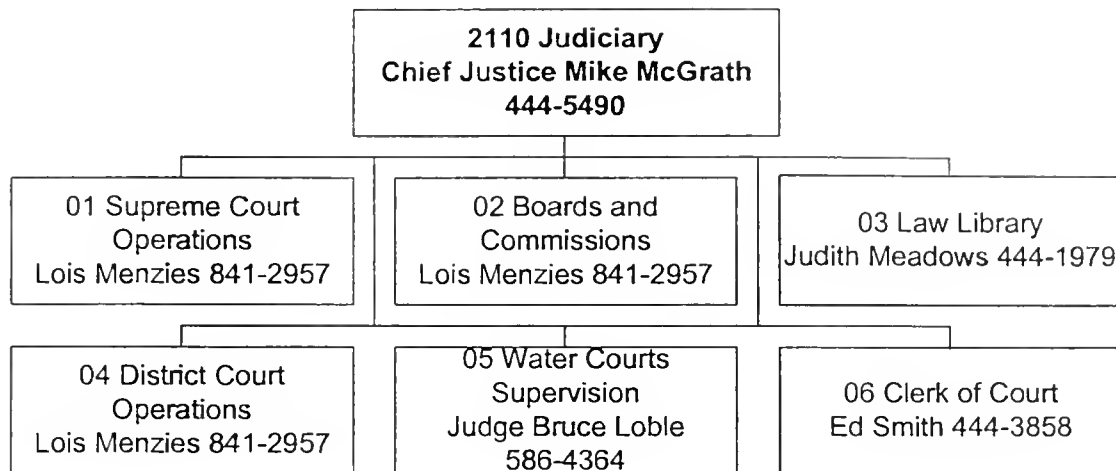 2110 Judiciary
Chief Justice Mike McGrath
444-5490
01 Supreme Court
Operations
Lois Menzies 841-2957
02 Boards and
Commissions
Lois Menzies 841-2957
03 Law Library
Judith Meadows 444-1979
04 District Court
Operations
Lois Menzies 841-2957
05 Water Courts
Supervision
Judge Bruce Loble
586-4364
06 Clerk of Court
Ed Smith 444-3858